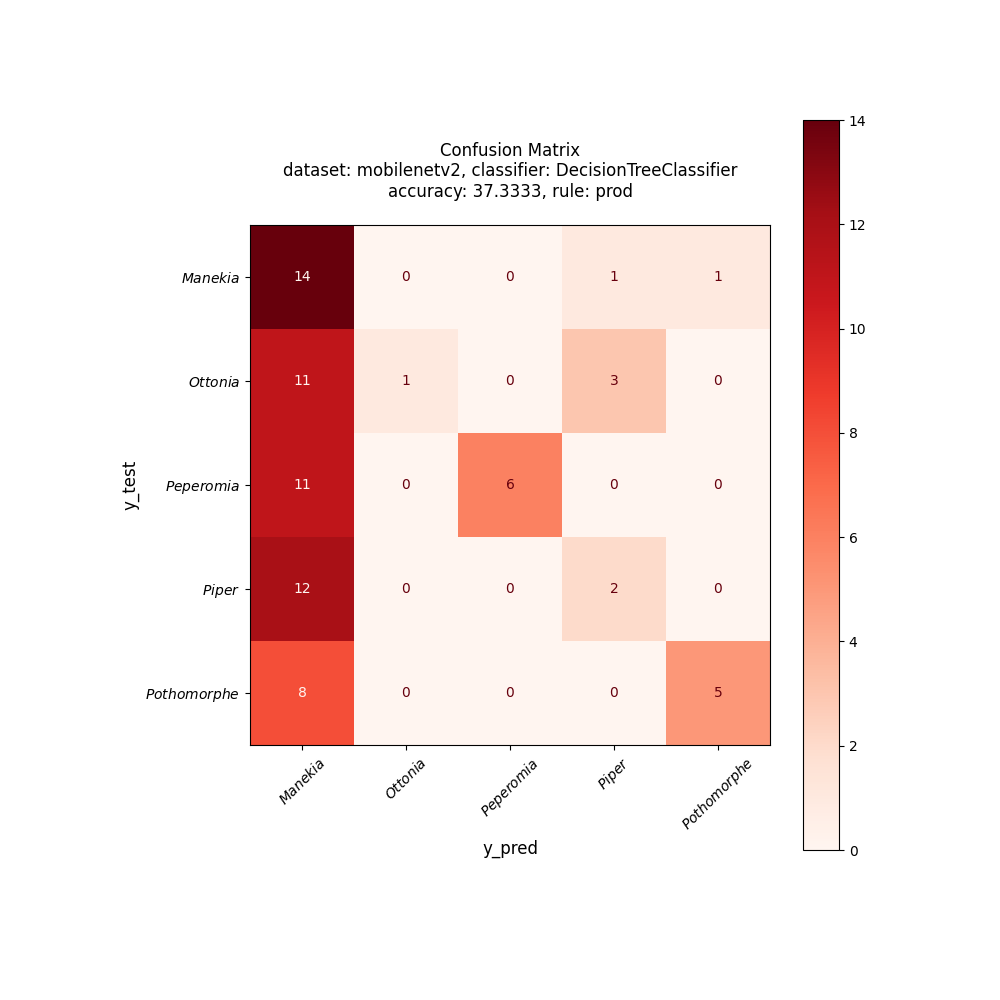 Confusion Matrix
dataset: mobilenetv2, classifier: DecisionTreeClassifier
accuracy: 37.3333, rule: prod
y_test
Manekia 14 0 0 1 1
Ottonia 11 1 0 3 0
Peperomia 11 0 6 0 0
Piper 12 0 0 2 0
Pothomorphe 8 0 0 0 5
Manekia Ottonia Peperomia Piper Pothomorphe
y_pred
14
12
10
8
6
4
2
0